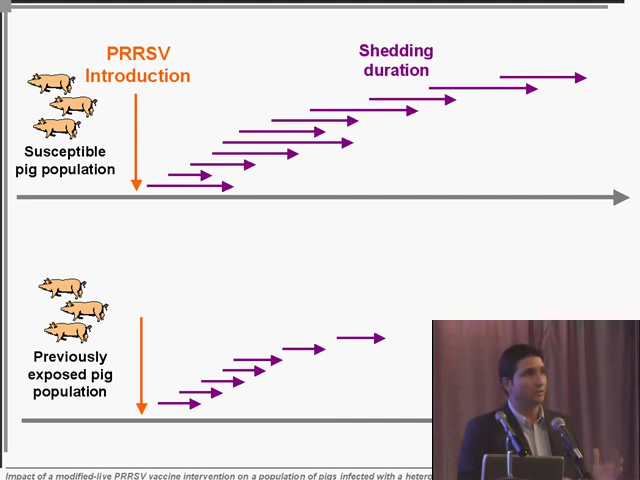 PRRSV
Introduction
Shedding
duration
Susceptible
pig population
Previously
exposed pig
population
Impact of a modified-live PRRSV vaccine intervention on a population of pigs infected with a hetero